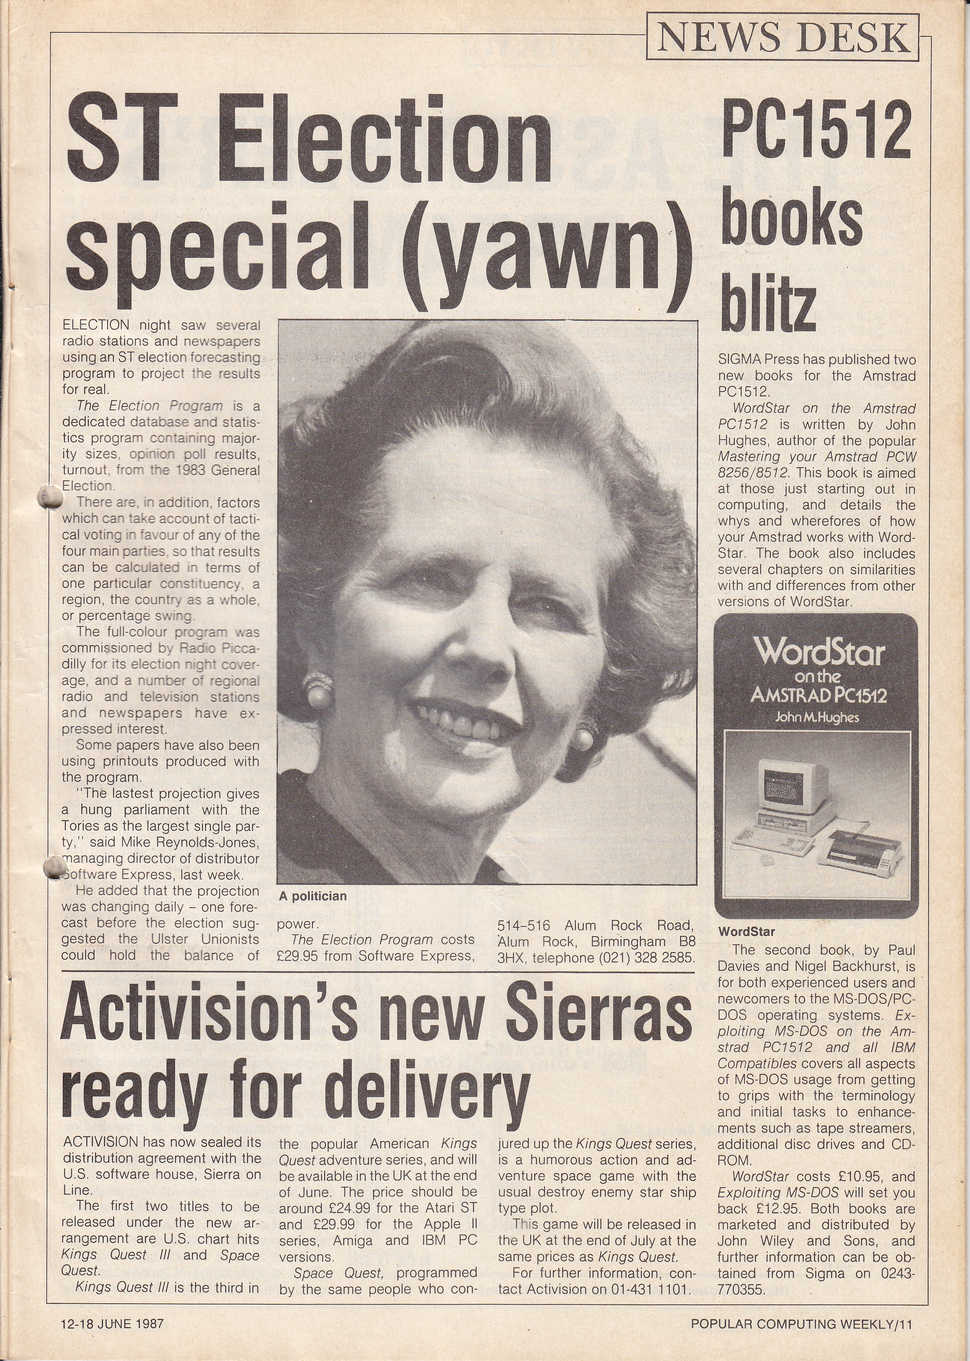 NEWS DESK
ST Election
special (yawn)
ELECTION night saw several
radio stations and newspapers
using an ST election forecasting
program to project the results
for real.
The Election Program is a
dedicated database and statis-
tics program containing major-
ity sizes, opinion poll results,
turnout, from the 1983 General
Election.
There are, in addition, factors
which can take account of tacti-
cal voting in favour of any of the
four main parties, so that results
can be calculated in terms of
one particular constituency, a
region, the country as a whole,
or percentage swing.
The full-colour program was
commissioned by Radio Picca-
dilly for its election night cover-
age, and a number of regional
radio and television stations
and newspapers have ex-
pressed interest.
Some papers have also been
using printouts produced with
the program.
"The lastest projection gives
a hung parliament with the
Tories as the largest single par-
ty," said Mike Reynolds-Jones,
managing director of distributor
Software Express, last week.
He added that the projection
was changing daily – one fore-
cast before the election sug-
gested the Ulster Unionists
could hold the balance of
A politician
power.
The Election Program costs
£29.95 from Software Express,
514–516 Alum Rock Road,
Alum Rock, Birmingham B8
3HX, telephone (021) 328 2585.
PC1512
books
blitz
SIGMA Press has published two
new books for the Amstrad
PC1512.
WordStar on the Amstrad
PC1512 is written by John
Hughes, author of the popular
Mastering your Amstrad PCW
8256/8512. This book is aimed
at those just starting out in
computing, and details the
whys and wherefores of how
your Amstrad works with Word-
Star. The book also includes
several chapters on similarities
with and differences from other
versions of WordStar.
WordStar
on the
AMSTRAD PC1512
John M. Hughes
WordStar
The second book, by Paul
Davies and Nigel Backhurst, is
for both experienced users and
newcomers to the MS-DOS/PC-
DOS operating systems. Ex-
ploiting MS-DOS on the Am-
strad PC1512 and all IBM
Compatibles covers all aspects
of MS-DOS usage from getting
to grips with the terminology
and initial tasks to enhance-
ments such as tape streamers,
additional disc drives and CD-
ROM.
WordStar costs £10.95, and
Exploiting MS-DOS will set you
back £12.95. Both books are
marketed and distributed by
John Wiley and Sons, and
further information can be ob-
tained from Sigma on 0243-
770355.
Activision's new Sierras
ready for delivery
ACTIVISION has now sealed its
distribution agreement with the
U.S. software house, Sierra on
Line.
The first two titles to be
released under the new ar-
rangement are U.S. chart hits
Kings Quest III and Space
Quest.
Kings Quest III is the third in
the popular American Kings
Quest adventure series, and will
be available in the UK at the end
of June. The price should be
around £24.99 for the Atari ST
and £29.99 for the Apple II
series, Amiga and IBM PC
versions.
Space Quest, programmed
by the same people who con-
jured up the Kings Quest series,
is a humorous action and ad-
venture space game with the
usual destroy enemy star ship
type plot.
This game will be released in
the UK at the end of July at the
same prices as Kings Quest.
For further information, con-
tact Activision on 01-431 1101.
12-18 JUNE 1987
POPULAR COMPUTING WEEKLY/11